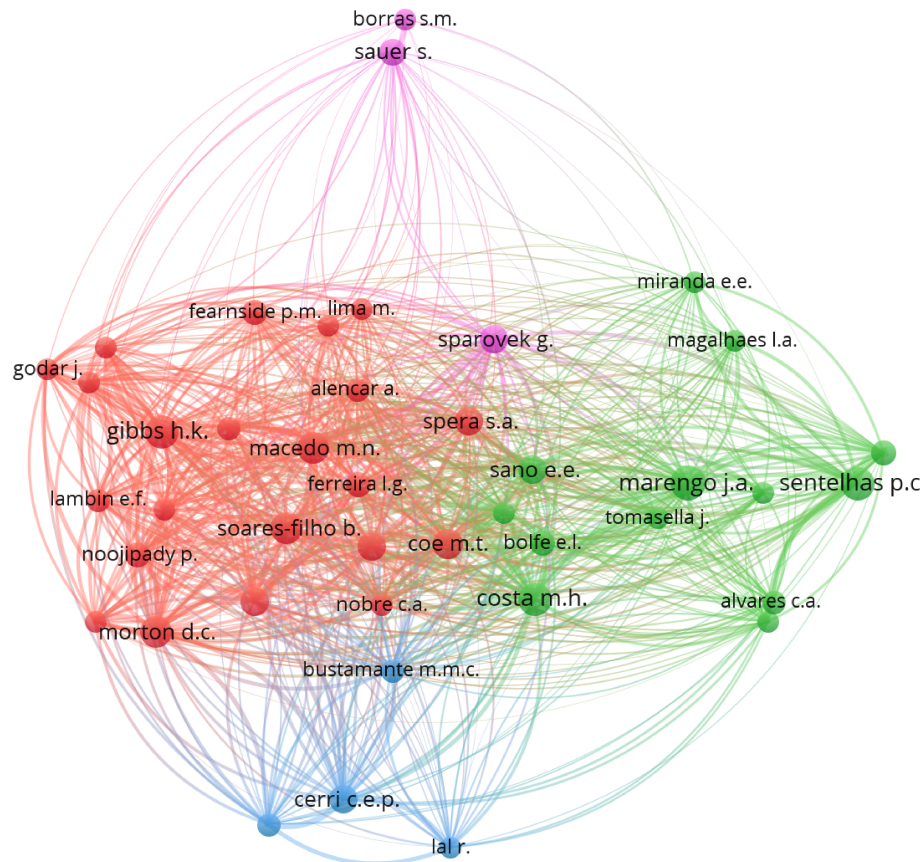 borras s.m.
sauer s.
miranda e.e.
fearnside p.m.
lima m.
sparovek g.
magalhaes l.a.
godar j.
alencar a.
gibbs h.k.
spera s.a.
macedo m.n.
sano e.e.
marengo j.a.
sentelhas p.c
lambin e.f.
ferreira l.g.
tomasella j.
soares-filho b.
coe m.t.
bolfe e.l.
noojipady p.
nobre c.a.
costa m.h.
alvares c.a.
morton d.c.
bustamante m.m.c.
cerri c.e.p.
lal r.